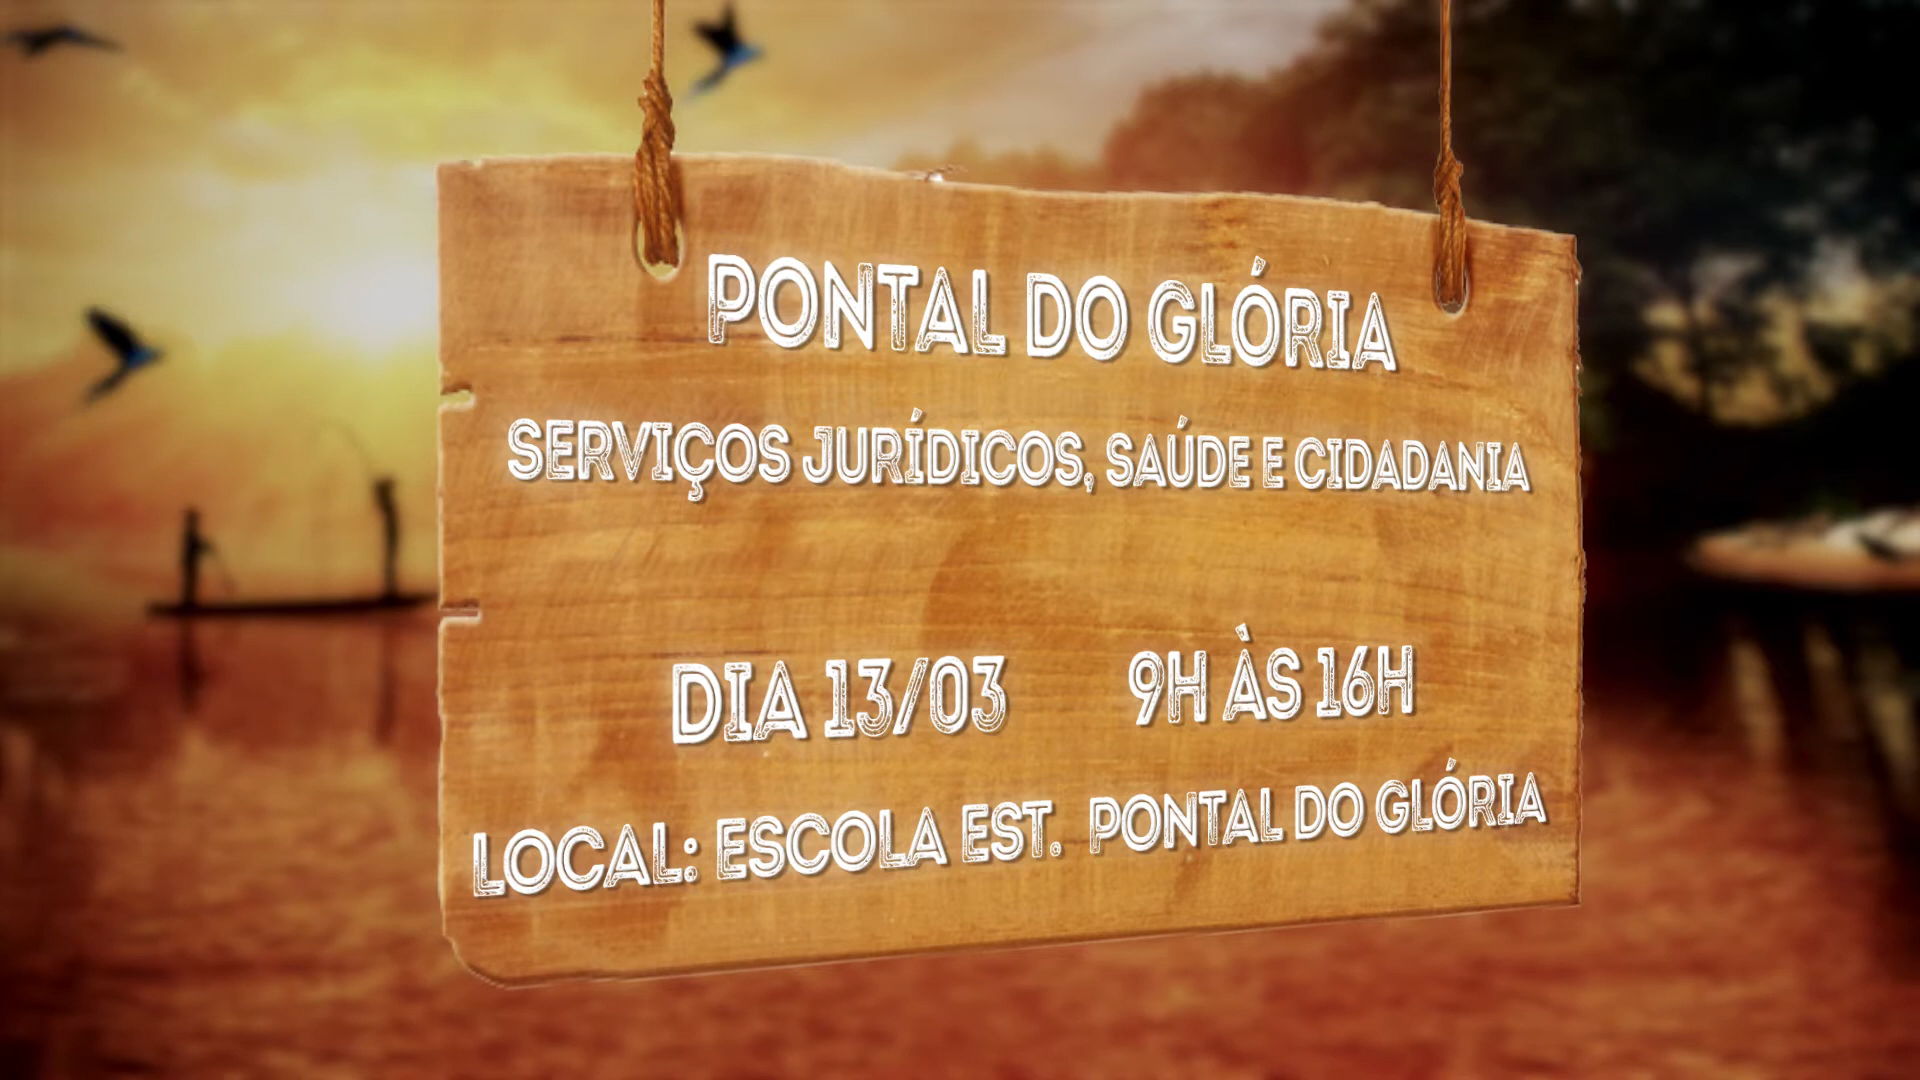 PONTAL DO GLÓRIA
SERVIÇOS JURÍDICOS, SAÚDE E CIDADANIA
DIA 13/03 9H ÀS 16H
LOCAL: ESCOLA EST. PONTAL DO GLÓRIA